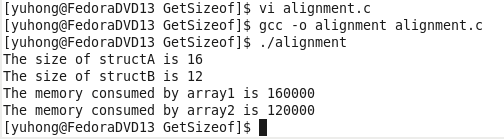 [yuhong@FedoraDVD13 GetSizeof]$ vi alignment.c
[yuhong@FedoraDVD13 GetSizeof]$ gcc -o alignment alignment.c
[yuhong@FedoraDVD13 GetSizeof]$ ./alignment
The size of structA is 16
The size of structB is 12
The memory consumed by array1 is 160000
The memory consumed by array2 is 120000
[yuhong@FedoraDVD13 GetSizeof]$